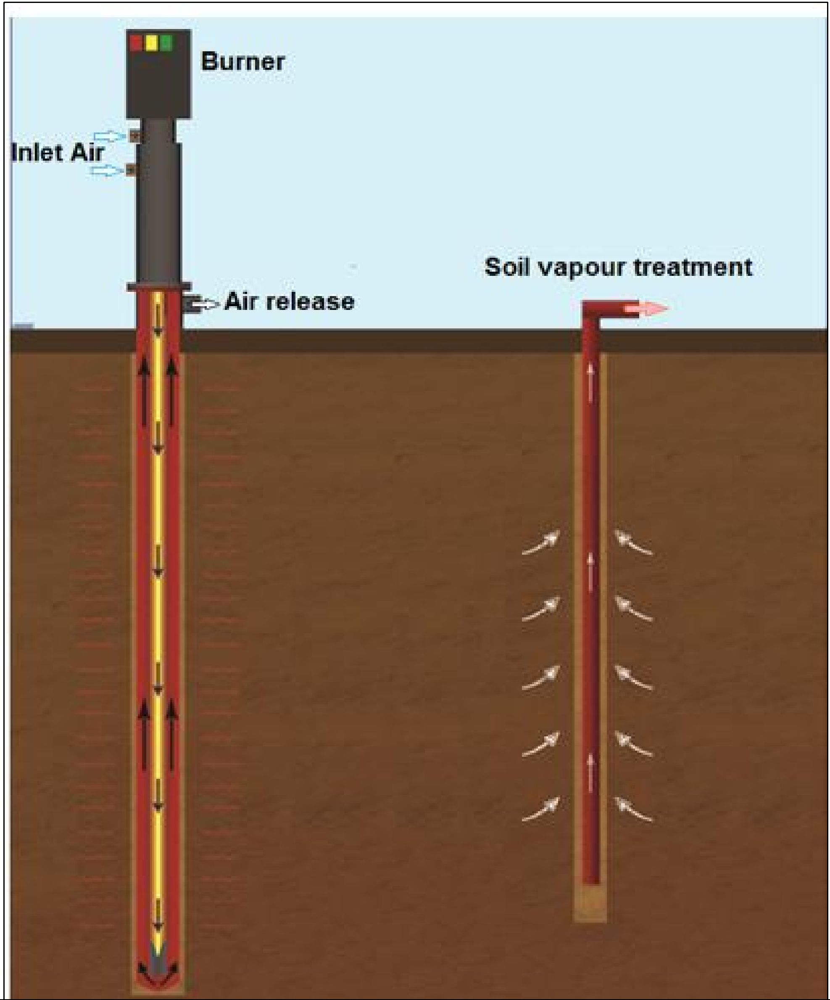 Burner
Inlet Air
Soil vapour treatment
Air release